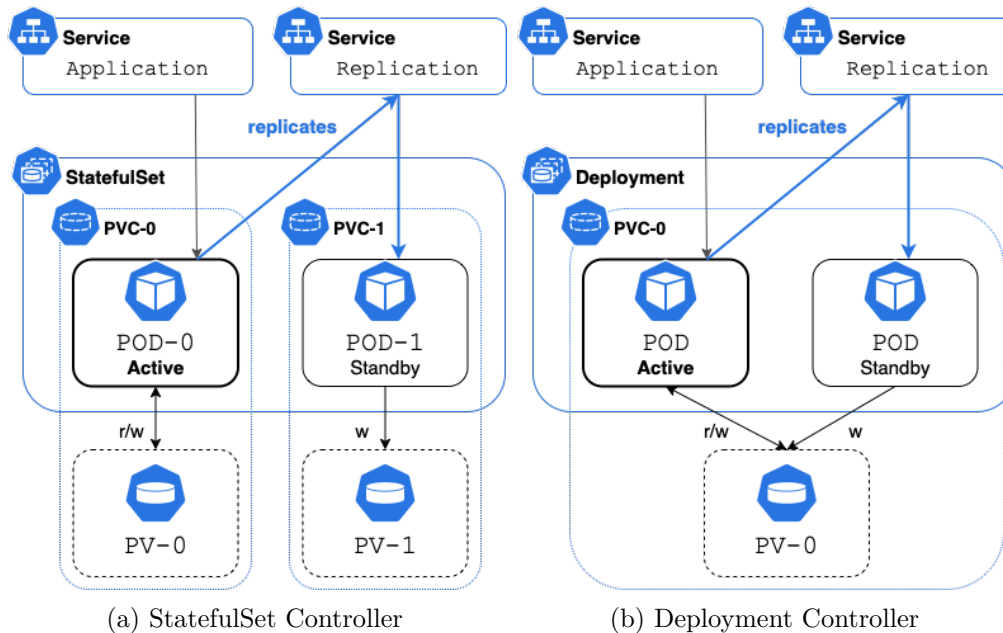 Service
Application
Service
Replication
replicates
StatefulSet
PVC-0
PVC-1
POD-0
Active
POD-1
Standby
r/w
w
PV-0
PV-1
(a) StatefulSet Controller
Service
Application
Service
Replication
replicates
Deployment
PVC-0
POD
Active
POD
Standby
r/w
w
PV-0
(b) Deployment Controller